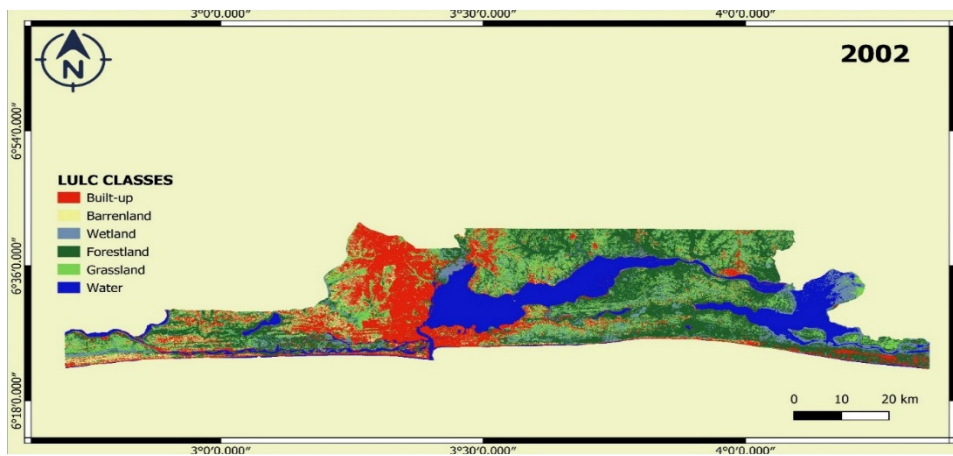 3°0′0.000″ 3°30′0.000″ 4°0′0.000″
N
2002
6°54′0.000″
LULC CLASSES
Built-up
Barrenland
Wetland
Forestland
Grassland
Water
6°36′0.000″
6°18′0.000″
0 10 20 km
3°0′0.000″ 3°30′0.000″ 4°0′0.000″